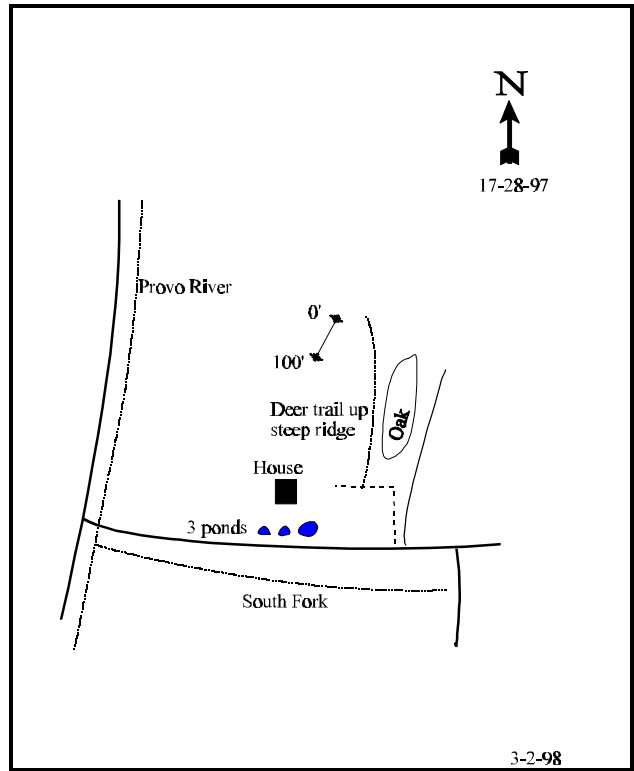 N
17-28-97
Provo River
0'
100'
Deer trail up
steep ridge
Oak
House
3 ponds
South Fork
3-2-98